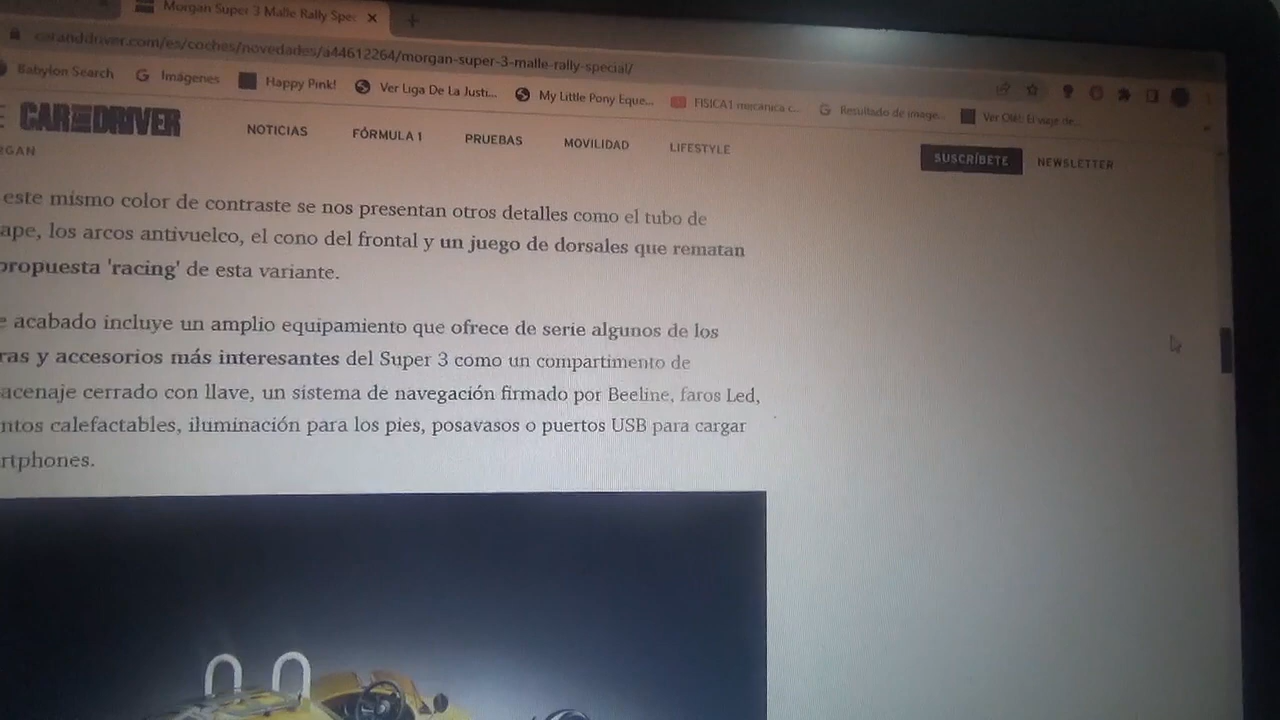 Morgan Super 3 Malle Rally Spec
caranddriver.com/es/coches/novedades/a44612264/morgan-super-3-malle-rally-special/
Babylon Search G Imágenes Happy Pink! Ver Liga De La Justi... My Little Pony Eque... FISICA1 mecanica c... Resultado de image... Ver Olé!: El viaje de...
CAR AND DRIVER NOTICIAS FÓRMULA 1 PRUEBAS MOVILIDAD LIFESTYLE SUSCRÍBETE NEWSLETTER
RGAN
este mismo color de contraste se nos presentan otros detalles como el tubo de
ape, los arcos antivuelco, el cono del frontal y un juego de dorsales que rematan
propuesta 'racing' de esta variante.
e acabado incluye un amplio equipamiento que ofrece de serie algunos de los
ras y accesorios más interesantes del Super 3 como un compartimento de
acenaje cerrado con llave, un sistema de navegación firmado por Beeline, faros Led,
ntos calefactables, iluminación para los pies, posavasos o puertos USB para cargar
rtphones.